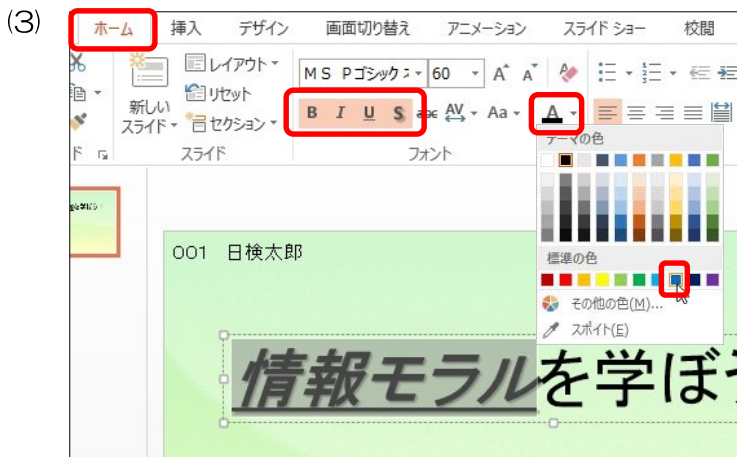 (3)
ホーム 挿入 デザイン 画面切り替え アニメーション スライド ショー 校閲
新しい
スライド
レイアウト
リセット
セクション
スライド
MS Pゴシック 60 A A
B I U S abc AV Aa A
フォント
テーマの色
標準の色
その他の色(M)...
スポイト(E)
001 日検太郎
情報モラルを学ぼ